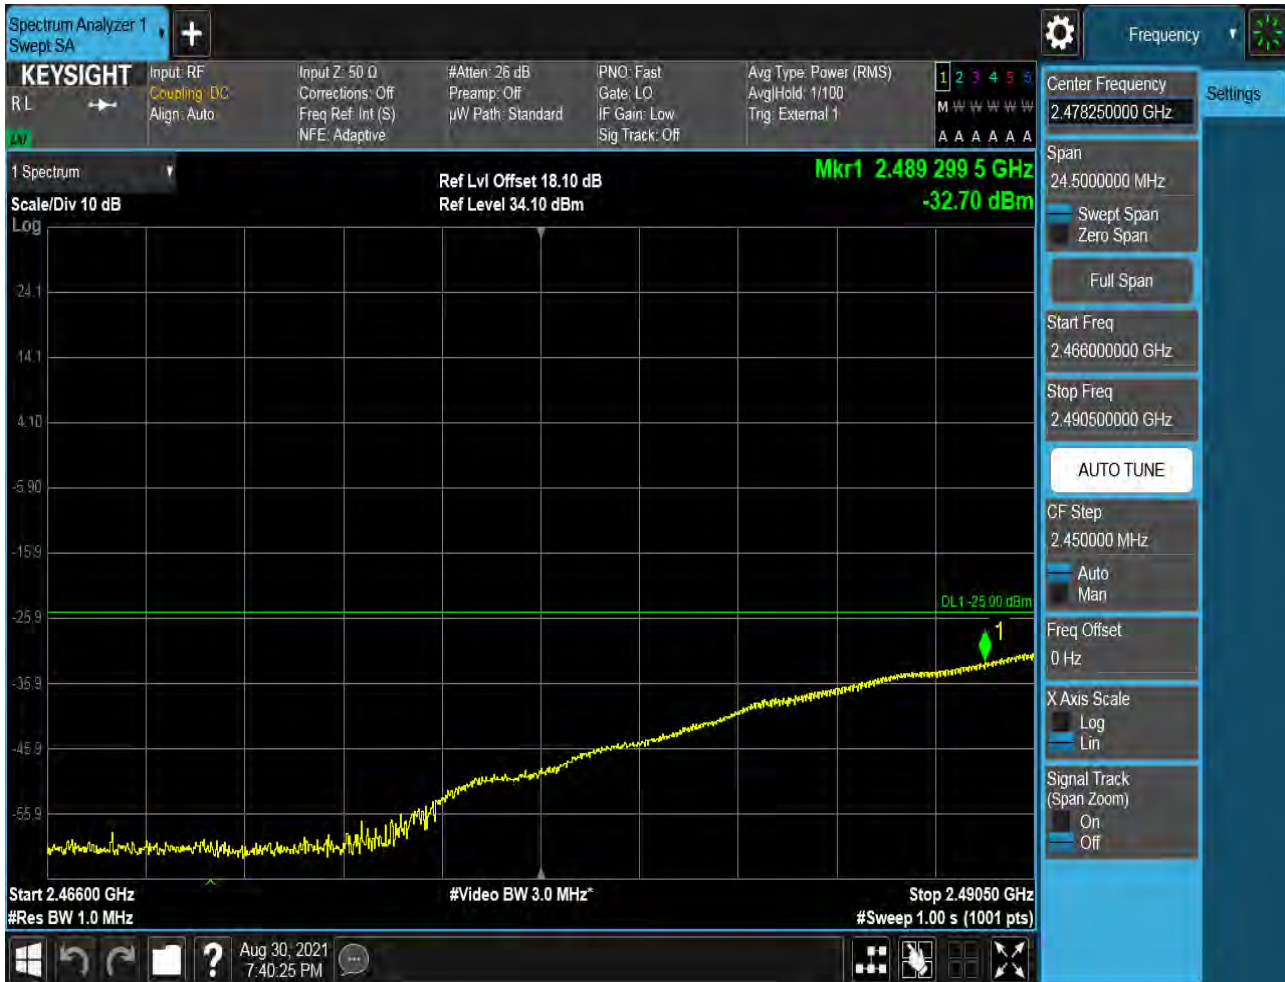 Spectrum Analyzer 1
Swept SA
Frequency
KEYSIGHT
R L
LXI
Input: RF
Coupling: DC
Align: Auto
Input Z: 50 Ω
Corrections: Off
Freq Ref: Int (S)
NFE: Adaptive
#Atten: 26 dB
Preamp: Off
µW Path: Standard
PNO: Fast
Gate: LO
IF Gain: Low
Sig Track: Off
Avg Type: Power (RMS)
Avg|Hold: 1/100
Trig: External 1
1 2 3 4 5 6
M W W W W W
A A A A A A
1 Spectrum
Scale/Div 10 dB
Log
Ref Lvl Offset 18.10 dB
Ref Level 34.10 dBm
Mkr1 2.489 299 5 GHz
-32.70 dBm
24.1
14.1
4.10
-5.90
-15.9
-25.9
-35.9
-45.9
-55.9
DL1 -25.00 dBm
1
Start 2.46600 GHz
#Res BW 1.0 MHz
#Video BW 3.0 MHz*
Stop 2.49050 GHz
#Sweep 1.00 s (1001 pts)
Aug 30, 2021
7:40:25 PM
Center Frequency
2.478250000 GHz
Settings
Span
24.5000000 MHz
Swept Span
Zero Span
Full Span
Start Freq
2.466000000 GHz
Stop Freq
2.490500000 GHz
AUTO TUNE
CF Step
2.450000 MHz
Auto
Man
Freq Offset
0 Hz
X Axis Scale
Log
Lin
Signal Track
(Span Zoom)
On
Off